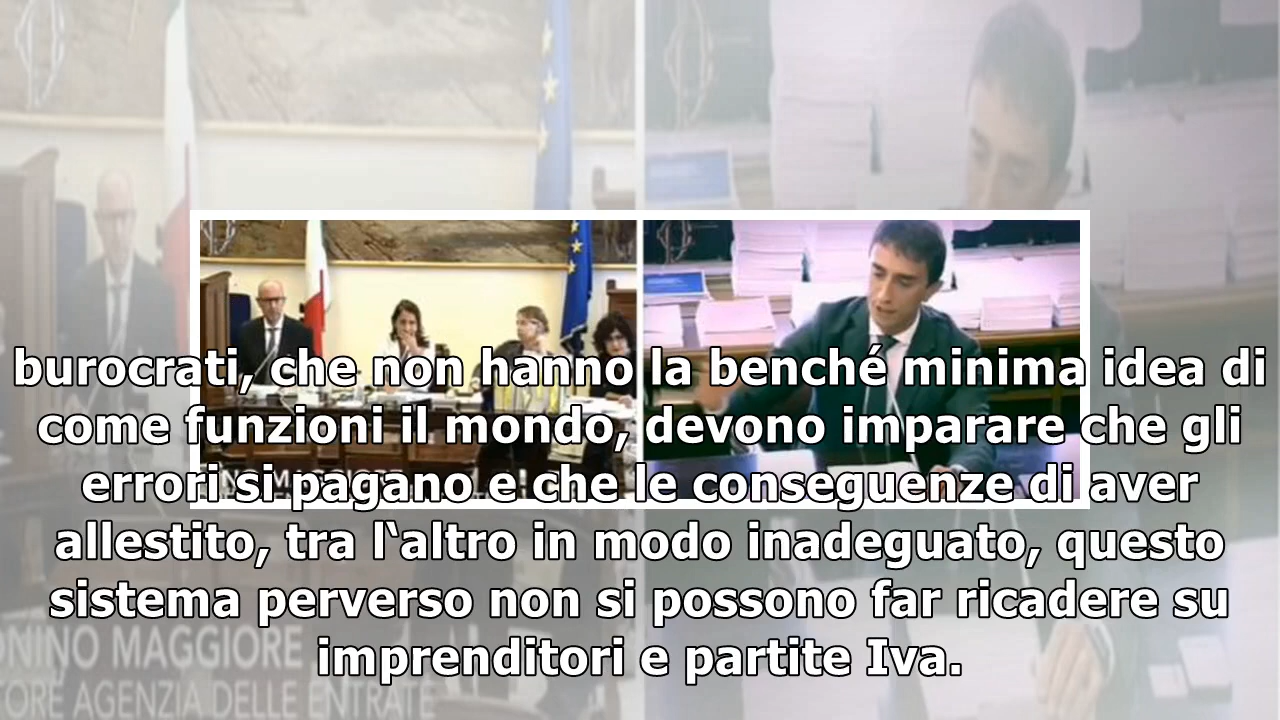 burocrati, che non hanno la benché minima idea di
come funzioni il mondo, devono imparare che gli
errori si pagano e che le conseguenze di aver
allestito, tra l‘altro in modo inadeguato, questo
sistema perverso non si possono far ricadere su
imprenditori e partite Iva.
NINO MAGGIORE
ONINO MAGGIORE
ORE AGENZIA DELLE ENTRATE